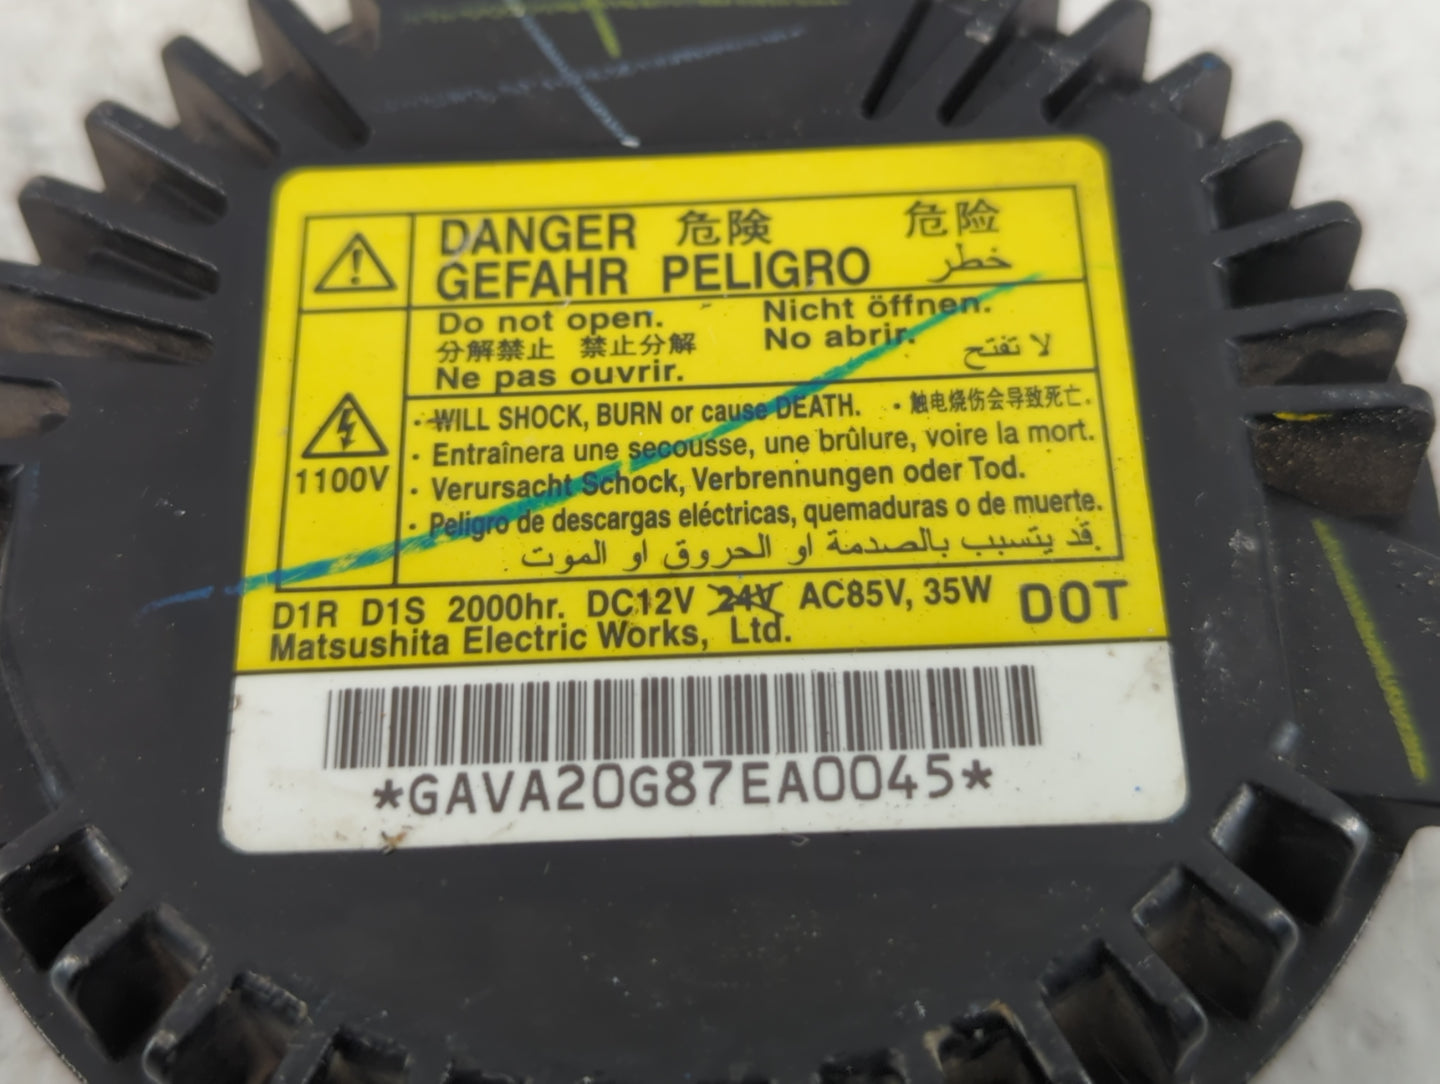 DANGER 危険 危险
GEFAHR PELIGRO خطر
Do not open. Nicht öffnen.
分解禁止 禁止分解 No abrir. لا تفتح
Ne pas ouvrir.
1100V
· WILL SHOCK, BURN or cause DEATH. · 触电烧伤会导致死亡.
· Entraînera une secousse, une brûlure, voire la mort.
· Verursacht Schock, Verbrennungen oder Tod.
· Peligro de descargas eléctricas, quemaduras o de muerte.
قد يتسبب بالصدمة او الحروق او الموت.
D1R D1S 2000hr. DC12V 24V AC85V, 35W DOT
Matsushita Electric Works, Ltd.
*GAVA20G87EA0045*